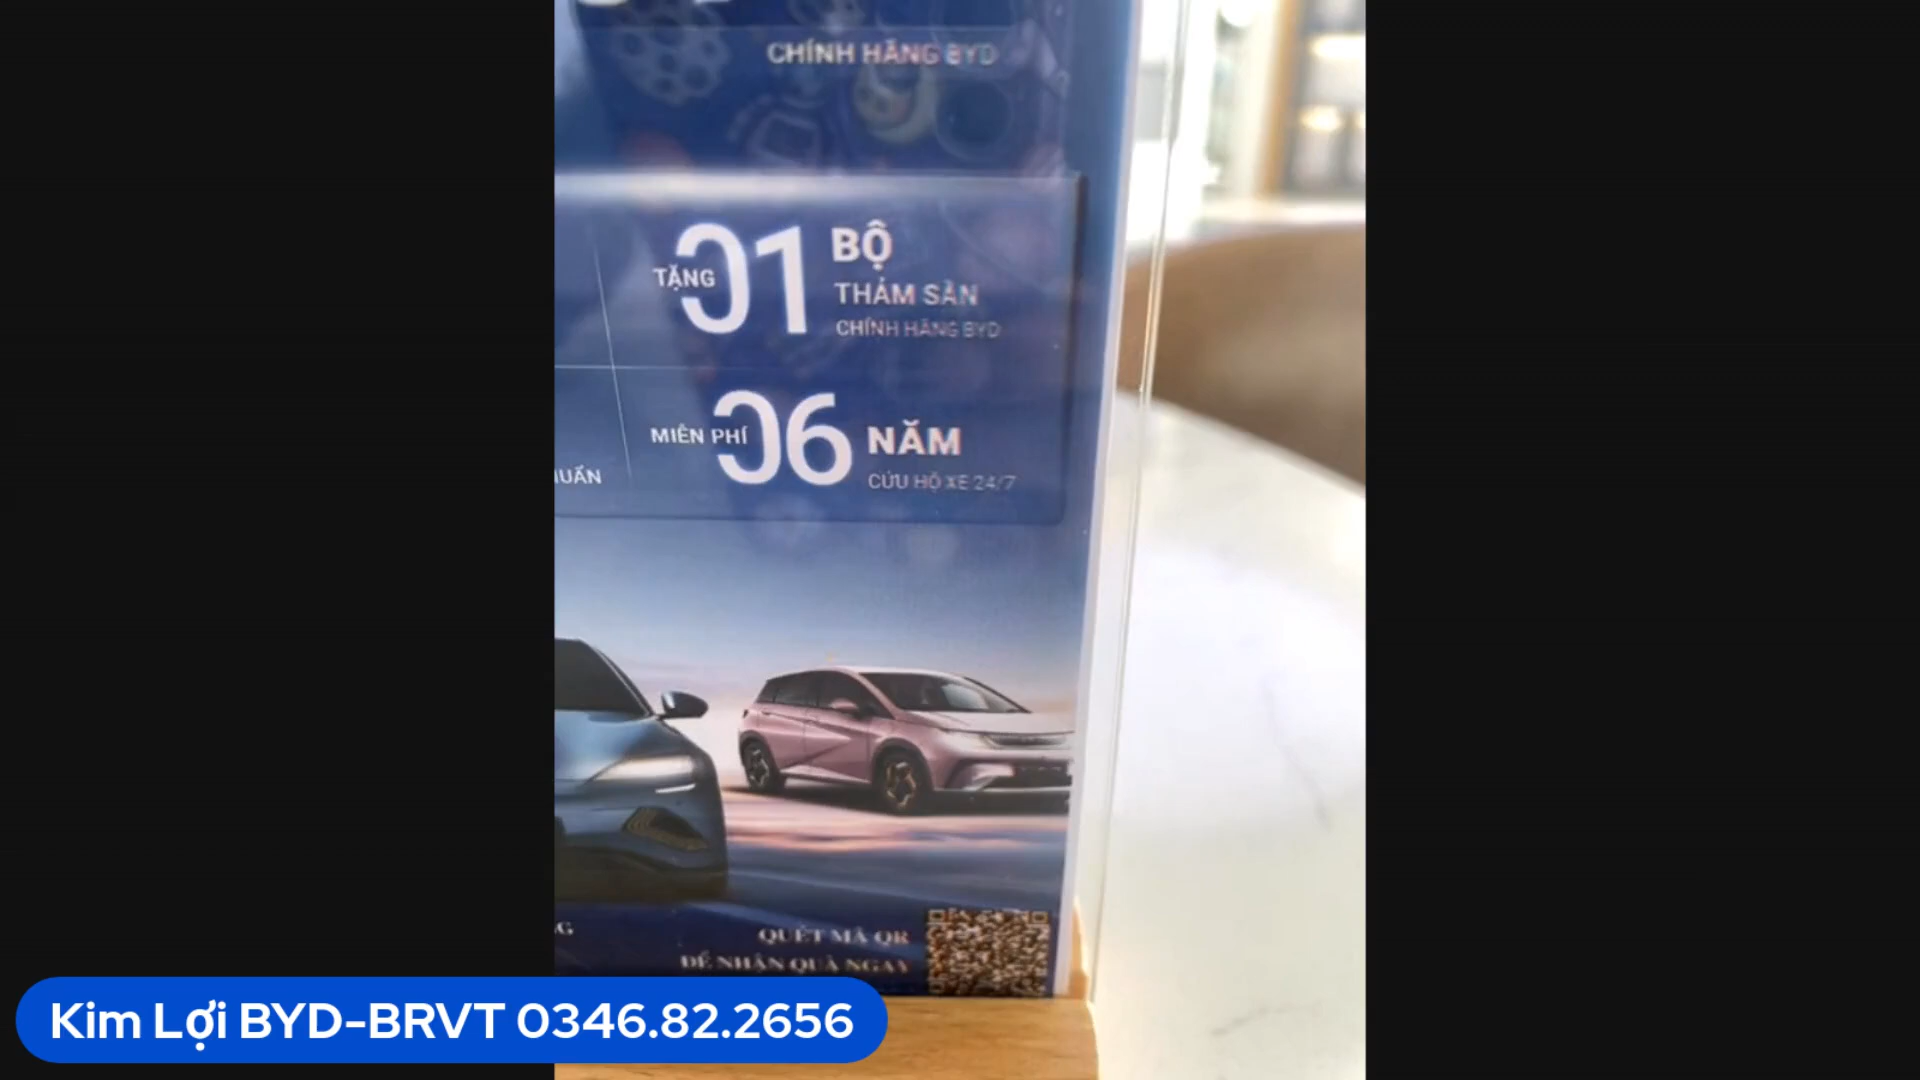 CHÍNH HÃNG BYD
TẶNG 01 BỘ
THẢM SÀN
CHÍNH HÃNG BYD
MIỄN PHÍ 06 NĂM
CỨU HỘ XE 24/7
QUÉT MÃ QR
ĐỂ NHẬN QUÀ NGAY
Kim Lợi BYD-BRVT 0346.82.2656